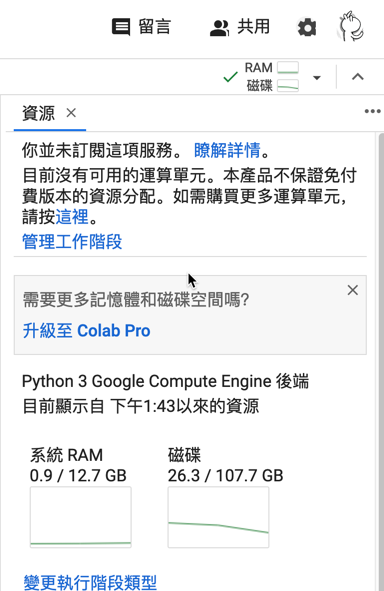 留言 共用
RAM
磁碟
資源
你並未訂閱這項服務。 瞭解詳情。
目前沒有可用的運算單元。本產品不保證免付
費版本的資源分配。如需購買更多運算單元，
請按這裡。
管理工作階段
需要更多記憶體和磁碟空間嗎?
升級至 Colab Pro
Python 3 Google Compute Engine 後端
目前顯示自 下午1:43以來的資源
系統 RAM 磁碟
0.9 / 12.7 GB 26.3 / 107.7 GB
變更執行階段類型